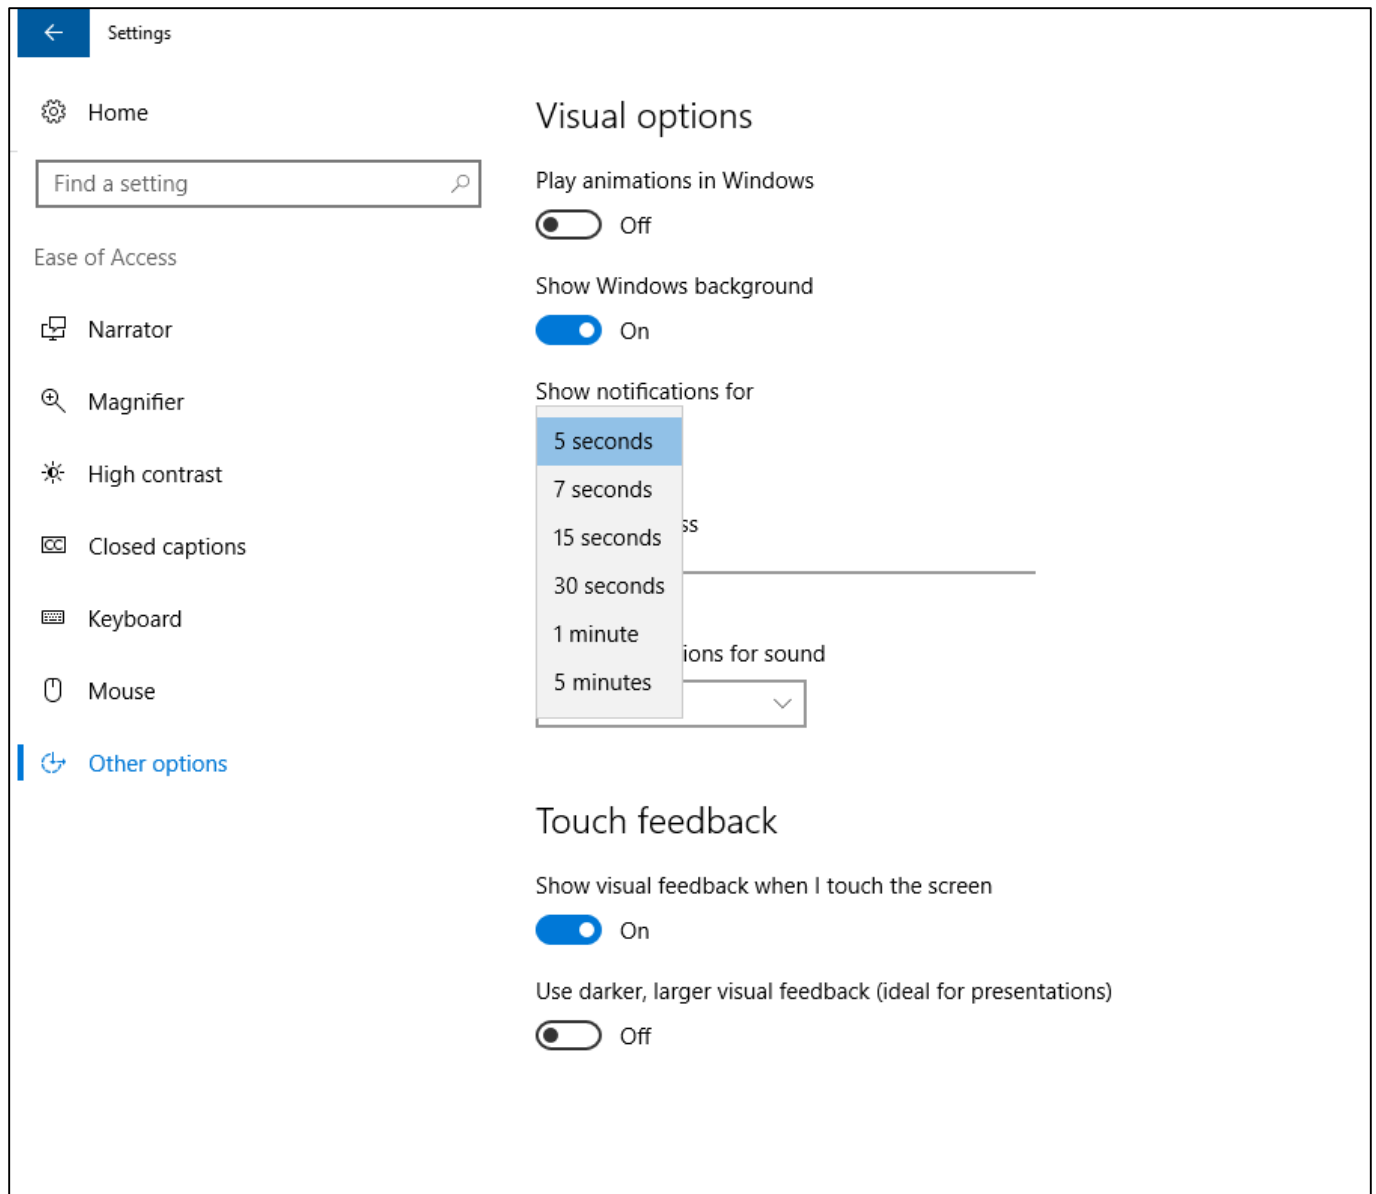 Settings
Home
Find a setting
Ease of Access
Narrator
Magnifier
High contrast
Closed captions
Keyboard
Mouse
Other options
Visual options
Play animations in Windows
Off
Show Windows background
On
Show notifications for
5 seconds
7 seconds
15 seconds
30 seconds
1 minute
5 minutes
ss
ions for sound
Touch feedback
Show visual feedback when I touch the screen
On
Use darker, larger visual feedback (ideal for presentations)
Off